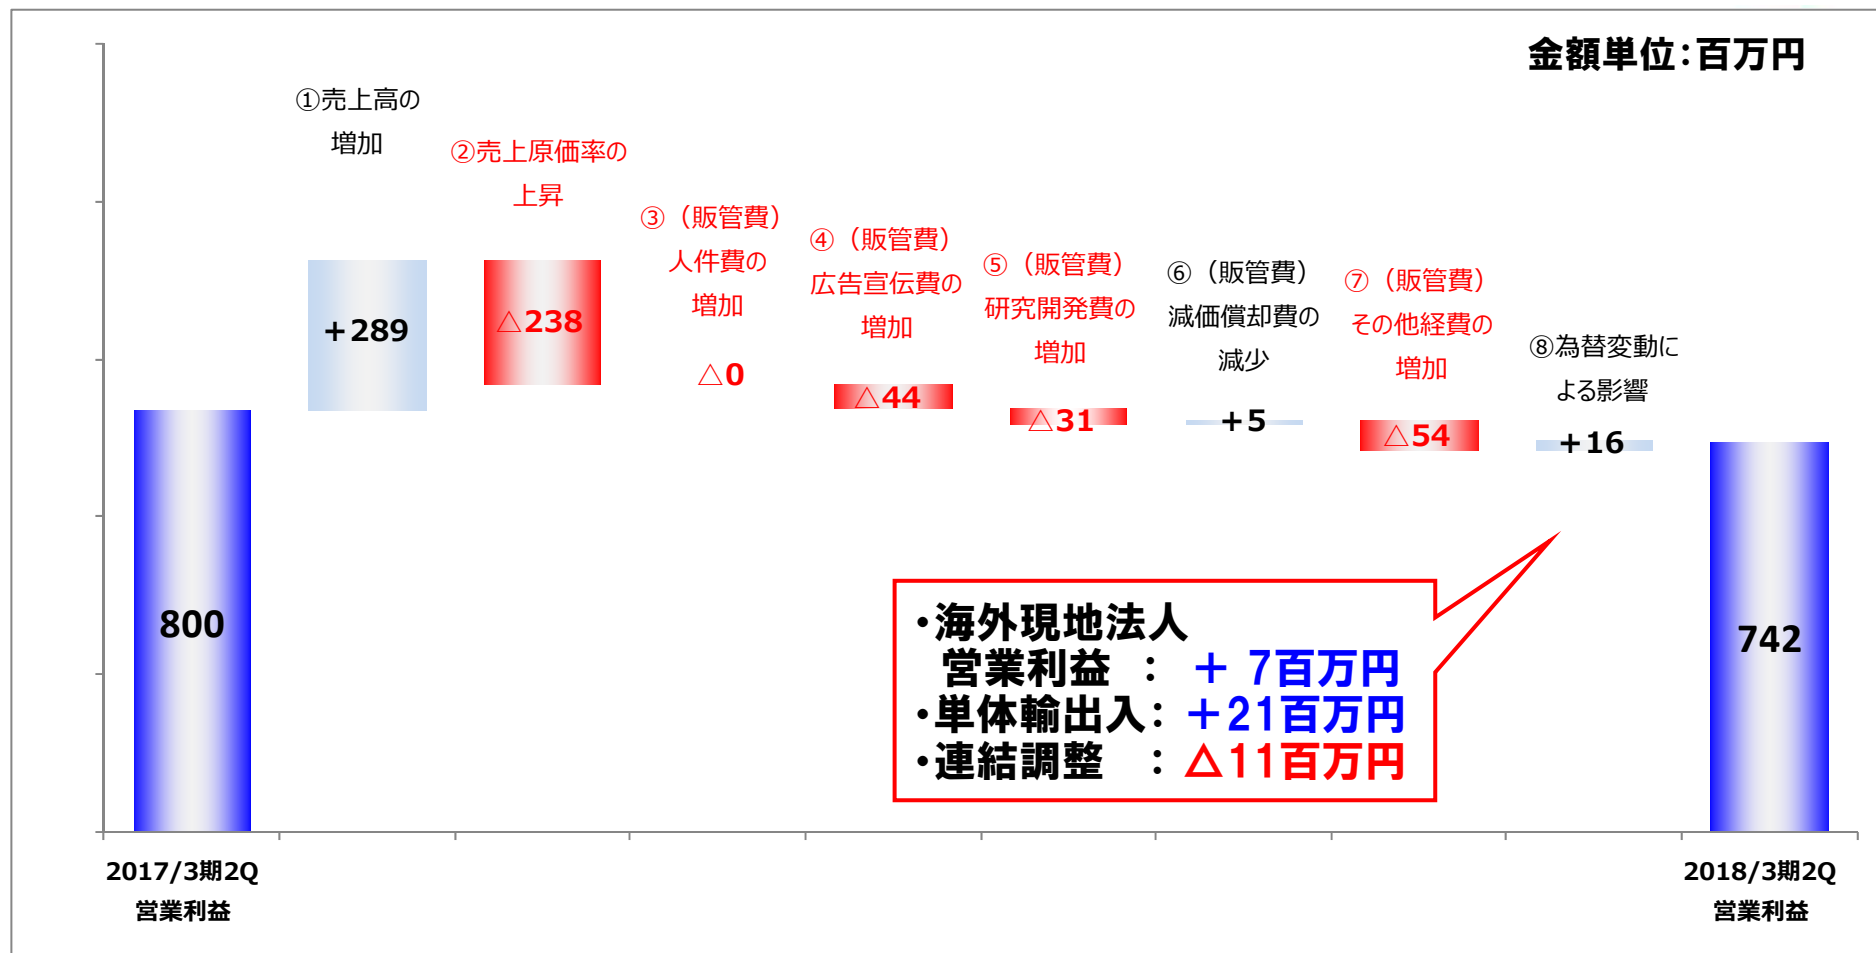 金額単位：百万円
①売上高の
増加
+289
②売上原価率の
上昇
△238
③（販管費）
人件費の
増加
△0
④（販管費）
広告宣伝費の
増加
△44
⑤（販管費）
研究開発費の
増加
△31
⑥（販管費）
減価償却費の
減少
+5
⑦（販管費）
その他経費の
増加
△54
⑧為替変動に
よる影響
+16
800
742
・海外現地法人
営業利益 ： ＋ 7百万円
・単体輸出入： ＋21百万円
・連結調整 ： △11百万円
2017/3期2Q
営業利益
2018/3期2Q
営業利益